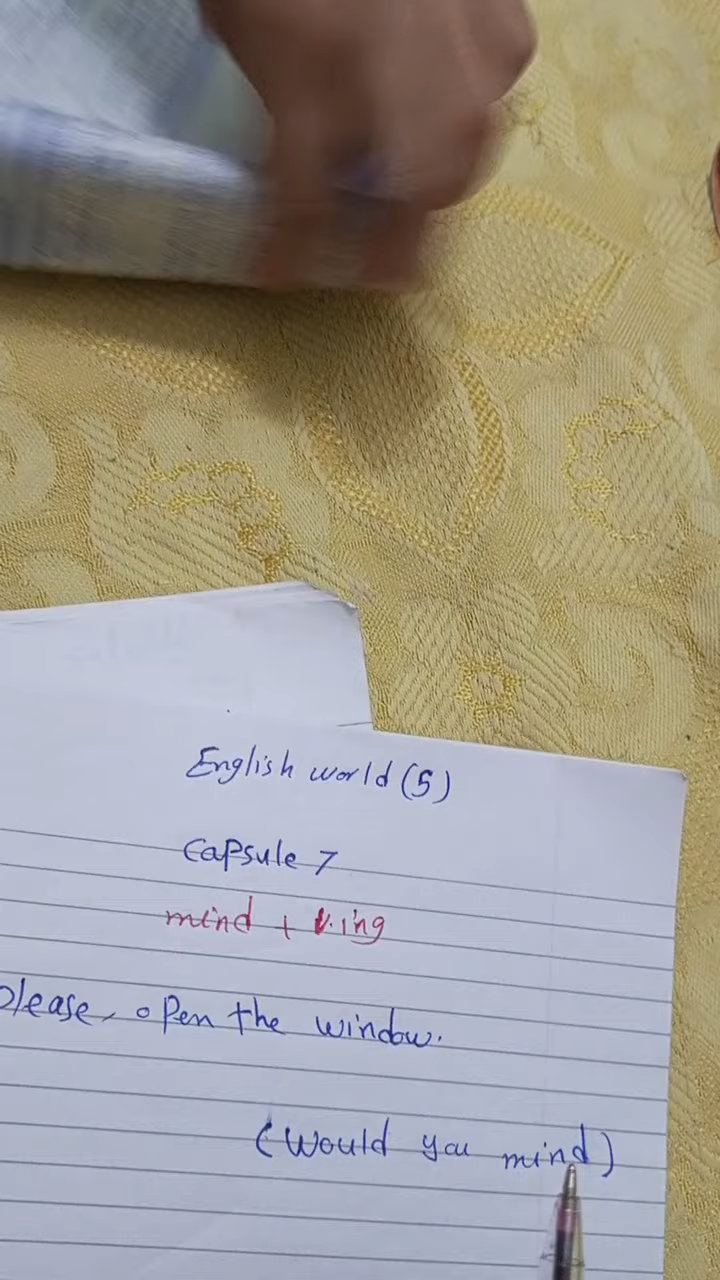 English world (5)
Capsule 7
mind + v.ing
please, open the window.
(Would you mind)